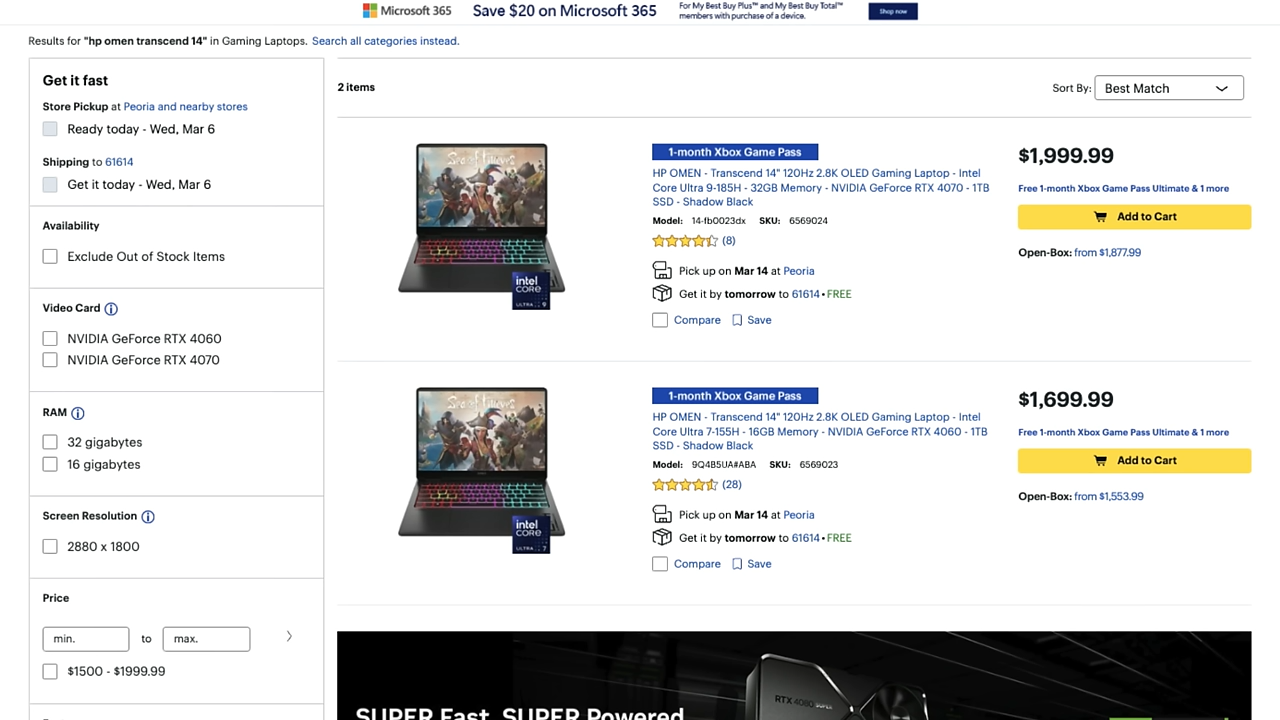 Microsoft 365
Save $20 on Microsoft 365
For My Best Buy Plus™ and My Best Buy Total™
members with purchase of a device.
Shop now
Results for "hp omen transcend 14" in Gaming Laptops. Search all categories instead.
Get it fast
Store Pickup at Peoria and nearby stores
Ready today - Wed, Mar 6
Shipping to 61614
Get it today - Wed, Mar 6
Availability
Exclude Out of Stock Items
Video Card
NVIDIA GeForce RTX 4060
NVIDIA GeForce RTX 4070
RAM
32 gigabytes
16 gigabytes
Screen Resolution
2880 x 1800
Price
min. to max.
$1500 - $1999.99
2 items
Sort By: Best Match
Sea of Thieves
intel
CORE
ULTRA 9
1-month Xbox Game Pass
HP OMEN - Transcend 14" 120Hz 2.8K OLED Gaming Laptop - Intel
Core Ultra 9-185H - 32GB Memory - NVIDIA GeForce RTX 4070 - 1TB
SSD - Shadow Black
Model: 14-fb0023dx SKU: 6569024
(8)
Pick up on Mar 14 at Peoria
Get it by tomorrow to 61614 • FREE
Compare Save
$1,999.99
Free 1-month Xbox Game Pass Ultimate & 1 more
Add to Cart
Open-Box: from $1,877.99
Sea of Thieves
intel
CORE
ULTRA 7
1-month Xbox Game Pass
HP OMEN - Transcend 14" 120Hz 2.8K OLED Gaming Laptop - Intel
Core Ultra 7-155H - 16GB Memory - NVIDIA GeForce RTX 4060 - 1TB
SSD - Shadow Black
Model: 9Q4B5UA#ABA SKU: 6569023
(28)
Pick up on Mar 14 at Peoria
Get it by tomorrow to 61614 • FREE
Compare Save
$1,699.99
Free 1-month Xbox Game Pass Ultimate & 1 more
Add to Cart
Open-Box: from $1,553.99
RTX 4080 SUPER
SUPER Fast. SUPER Powered